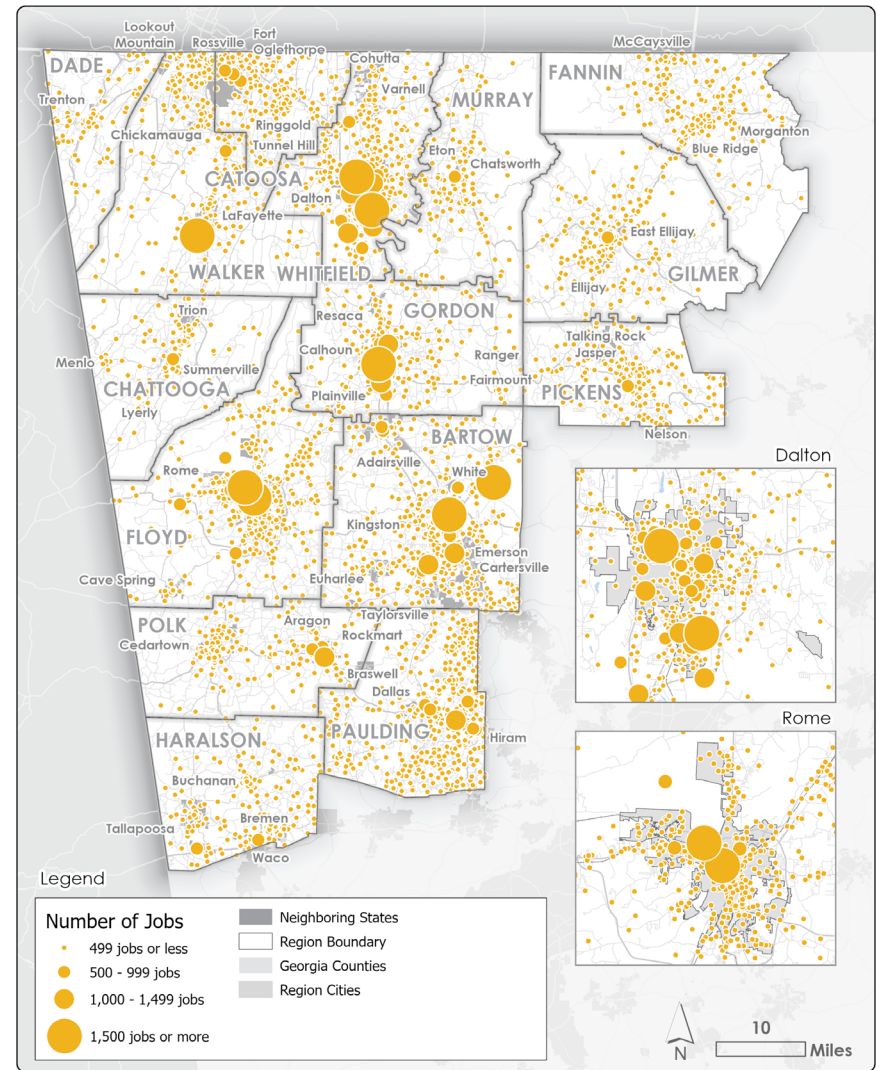 Lookout
Mountain
Rossville
Fort
Oglethorpe
McCaysville
DADE
Cohutta
FANNIN
Trenton
Varnell
MURRAY
Chickamauga
Ringgold
Tunnel Hill
Morganton
Blue Ridge
Eton
Chatsworth
CATOOSA
Dalton
LaFayette
East Ellijay
WALKER
WHITFIELD
GILMER
Ellijay
Trion
Resaca
GORDON
Talking Rock
Jasper
Calhoun
Ranger
Menlo
Summerville
Fairmount
CHATTOOGA
PICKENS
Lyerly
Plainville
Nelson
BARTOW
Adairsville
Rome
White
Dalton
Kingston
FLOYD
Emerson
Cartersville
Cave Spring
Euharlee
Taylorsville
POLK
Aragon
Rockmart
Cedartown
Braswell
Dallas
Rome
HARALSON
PAULDING
Hiram
Buchanan
Bremen
Tallapoosa
Waco
Legend
Number of Jobs
499 jobs or less
500 - 999 jobs
1,000 - 1,499 jobs
1,500 jobs or more
Neighboring States
Region Boundary
Georgia Counties
Region Cities
N
10
Miles